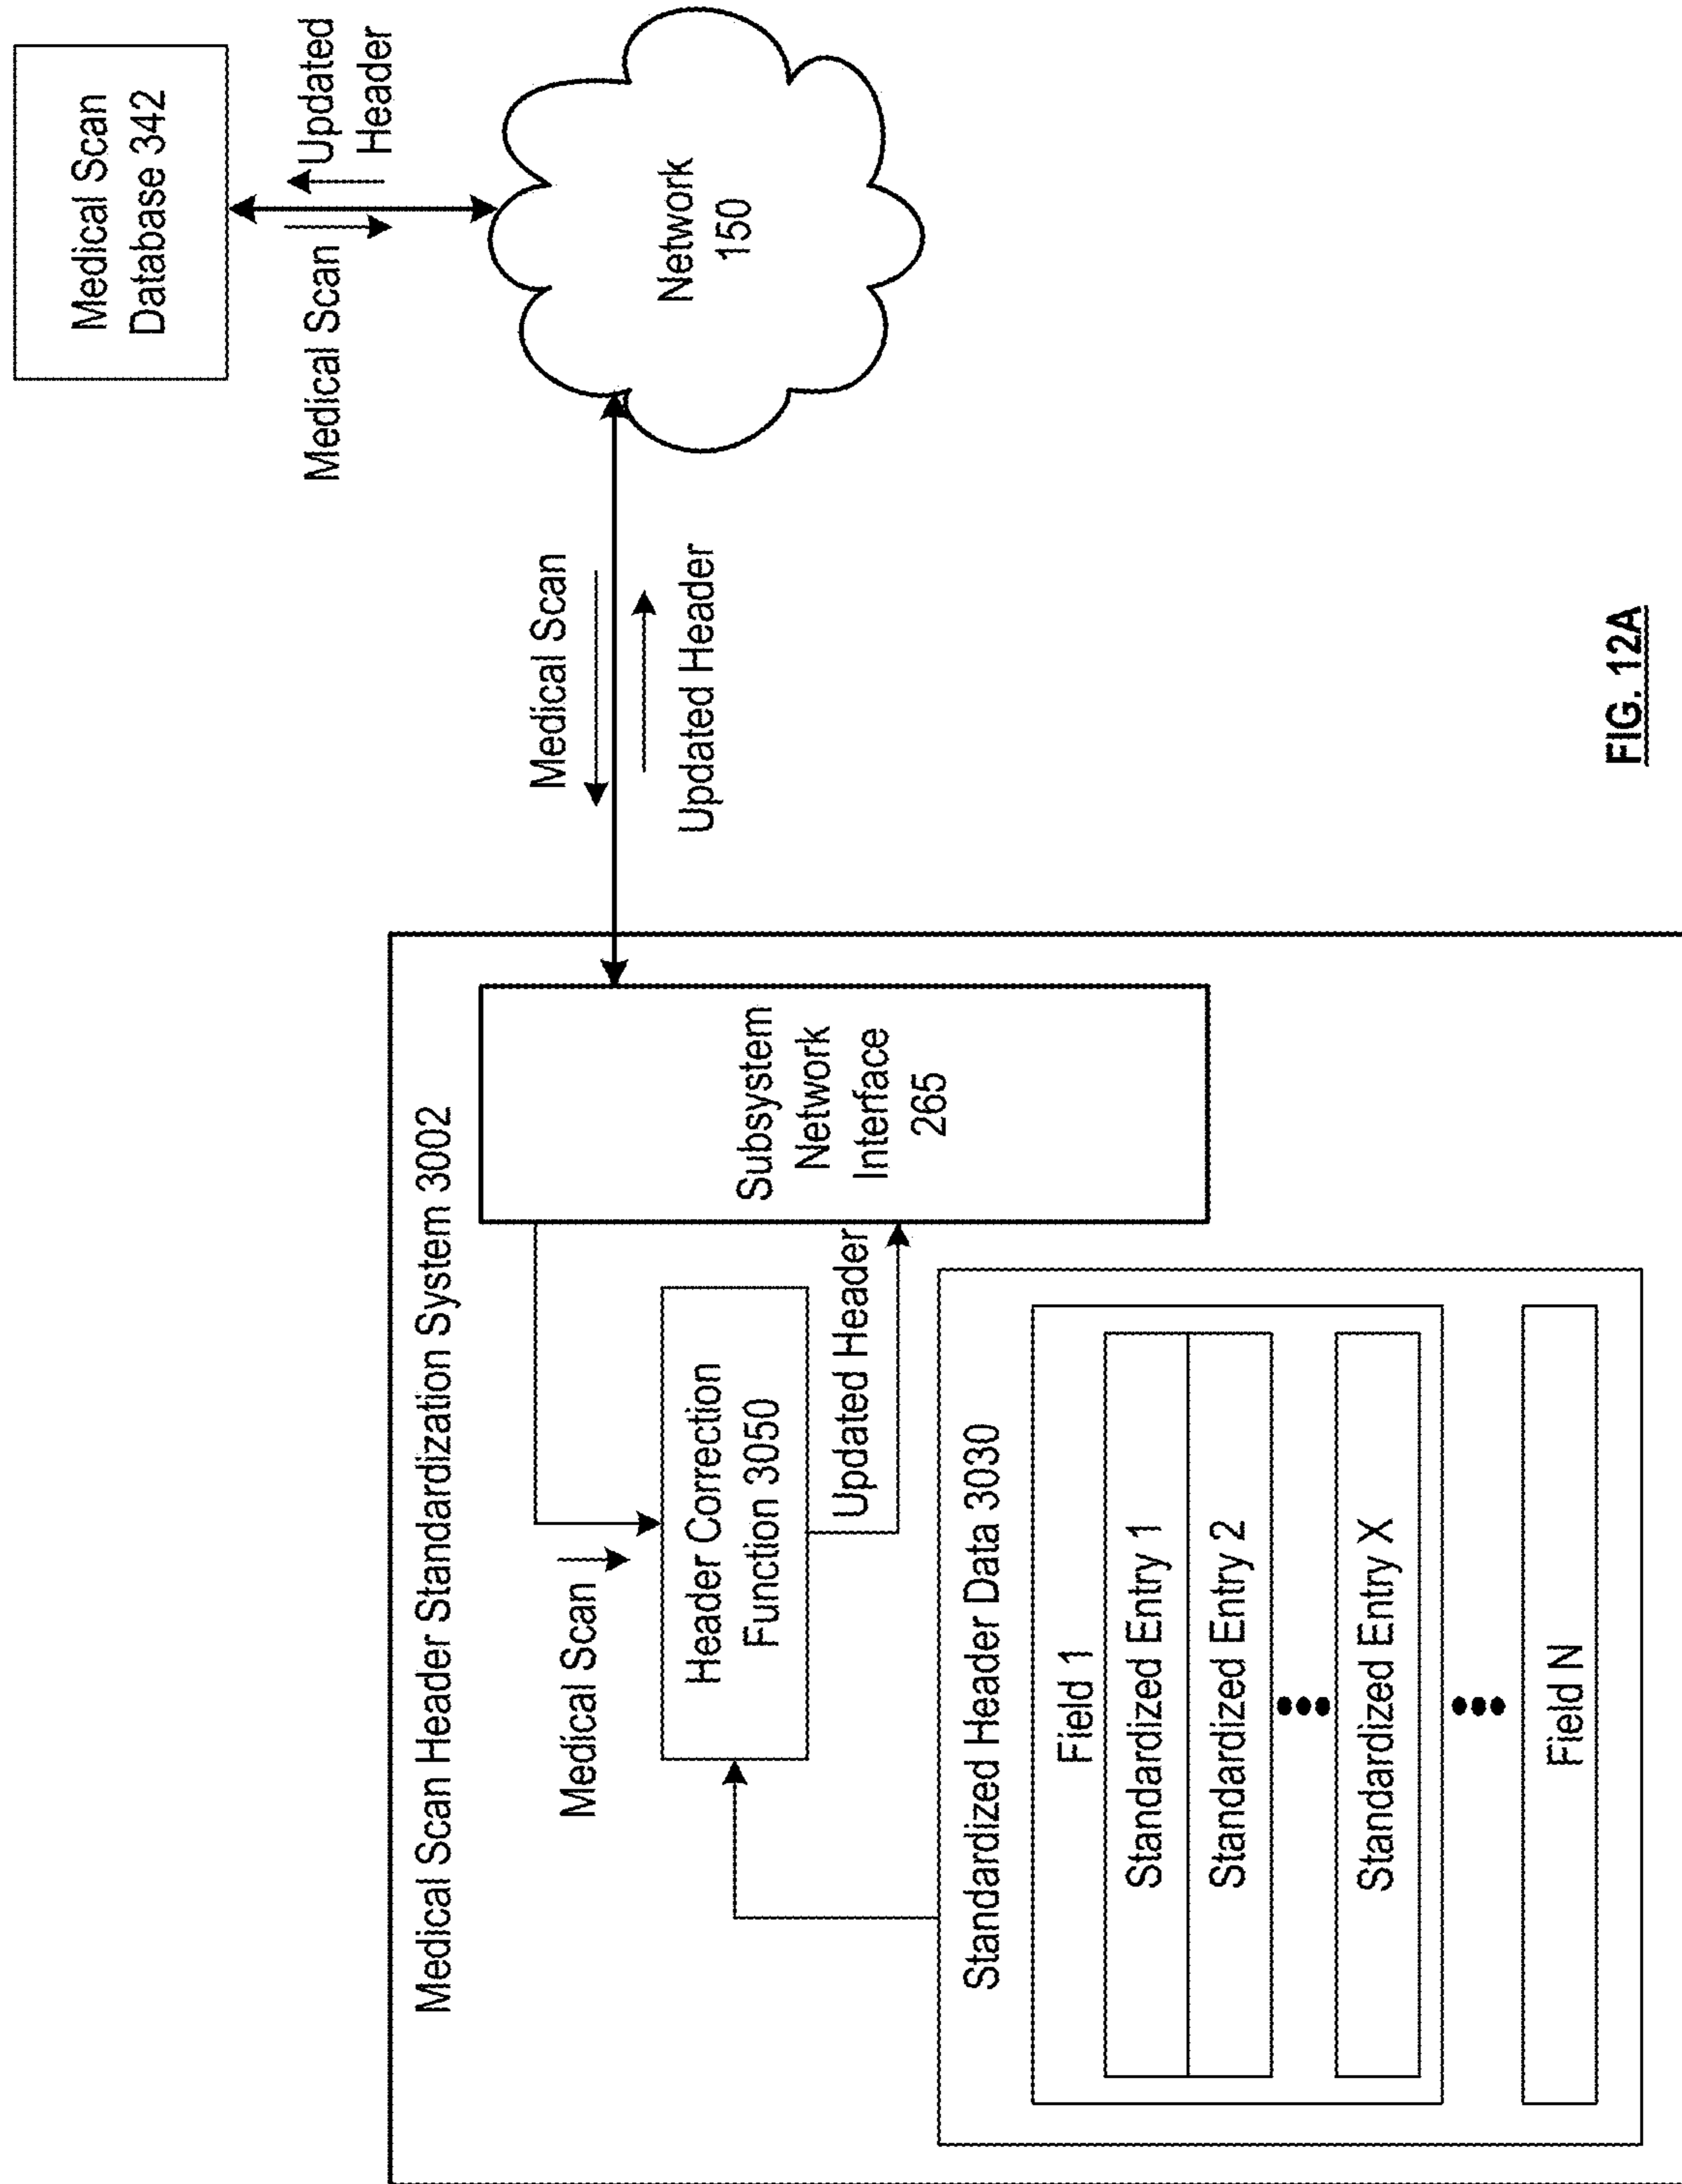 Medical Scan Header Standardization System 3002
Medical Scan
Header Correction
Function 3050
Updated Header
Subsystem
Network
Interface
265
Standardized Header Data 3030
Field 1
Standardized Entry 1
Standardized Entry 2
Standardized Entry X
Field N
Medical Scan
Updated Header
Network
150
Medical Scan
Updated
Header
Medical Scan
Database 342
FIG. 12A